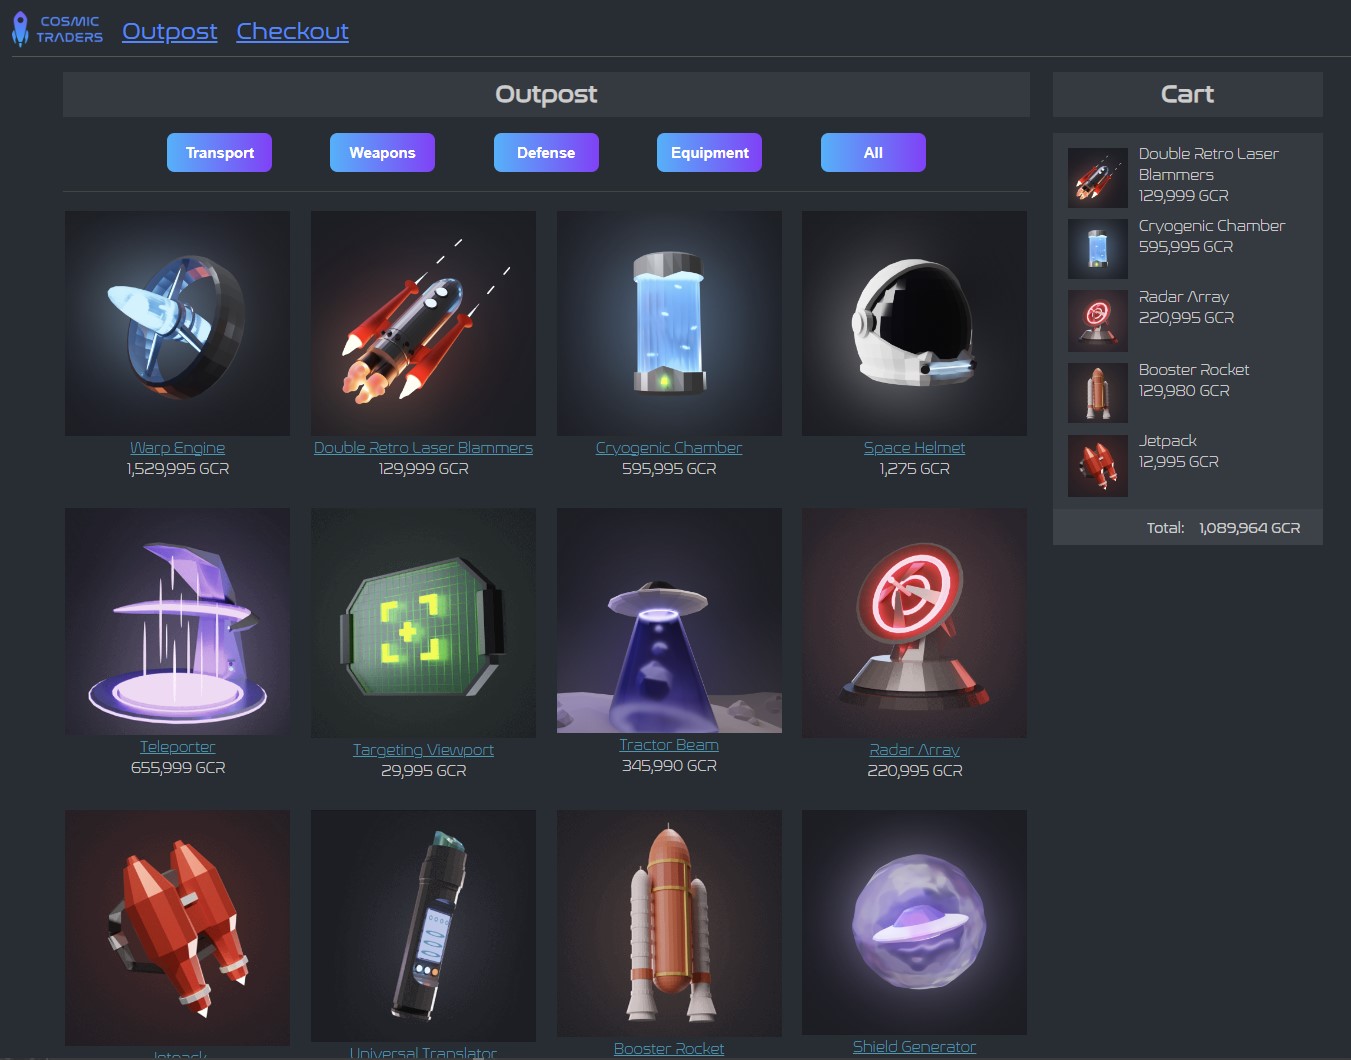 COSMIC
TRADERS
Outpost Checkout
Outpost
Transport Weapons Defense Equipment All
Warp Engine
1,529,995 GCR
Double Retro Laser Blammers
129,999 GCR
Cryogenic Chamber
595,995 GCR
Space Helmet
1,275 GCR
Teleporter
655,999 GCR
Targeting Viewport
29,995 GCR
Tractor Beam
345,990 GCR
Radar Array
220,995 GCR
Jetpack
Universal Translator
Booster Rocket
Shield Generator
Cart
Double Retro Laser
Blammers
129,999 GCR
Cryogenic Chamber
595,995 GCR
Radar Array
220,995 GCR
Booster Rocket
129,980 GCR
Jetpack
12,995 GCR
Total: 1,089,964 GCR